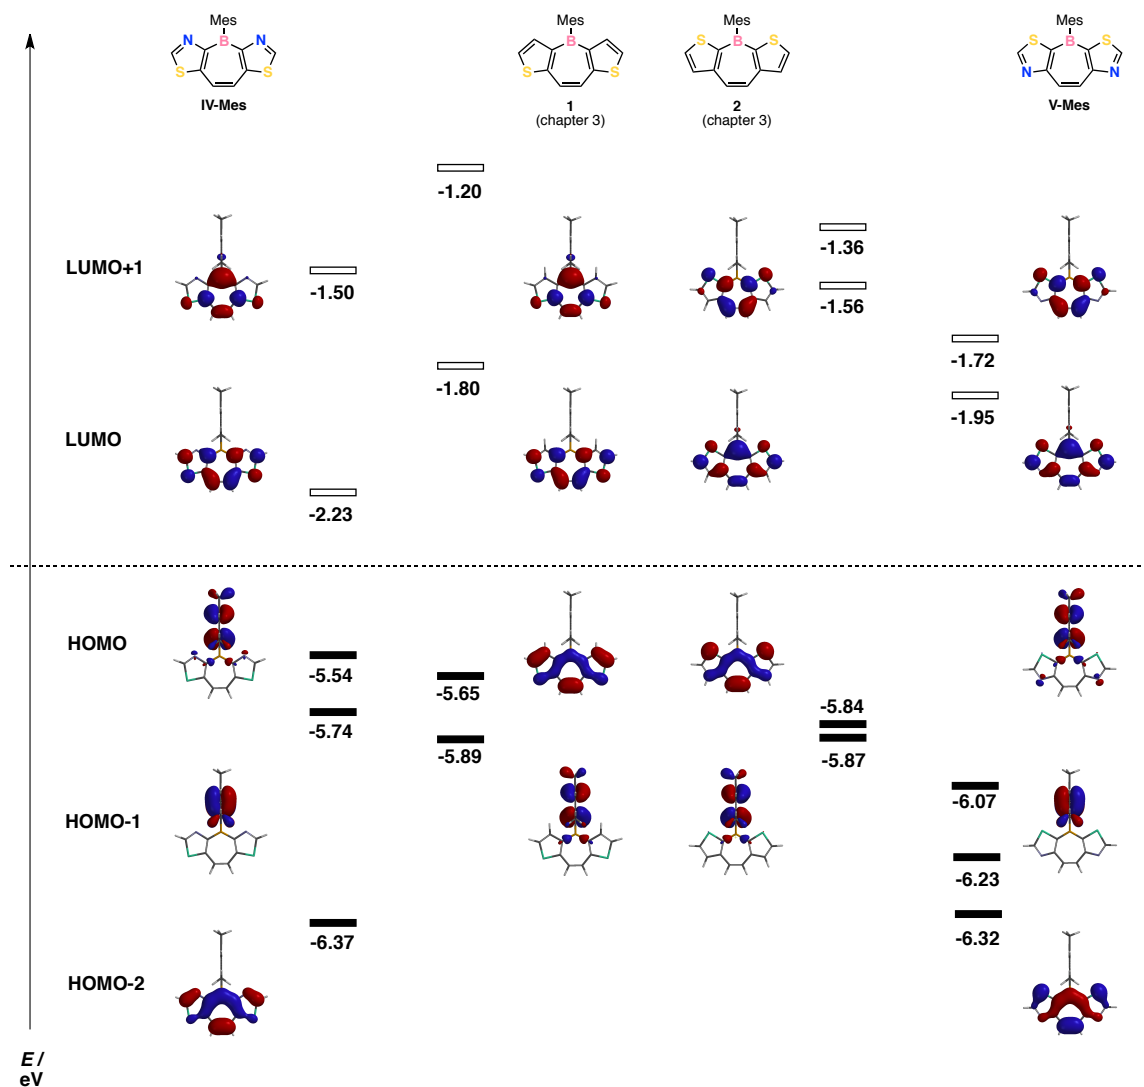 Mes
Mes
Mes
Mes
N
B
N
B
S
B
S
S
B
S
S
S
S
S
N
N
IV-Mes
1
2
V-Mes
(chapter 3)
(chapter 3)
-1.20
LUMO+1
-1.50
-1.36
-1.56
-1.72
-1.80
LUMO
-1.95
-2.23
HOMO
-5.54
-5.65
-5.74
-5.84
-5.89
-5.87
-6.07
HOMO-1
-6.23
-6.37
-6.32
HOMO-2
E /
eV